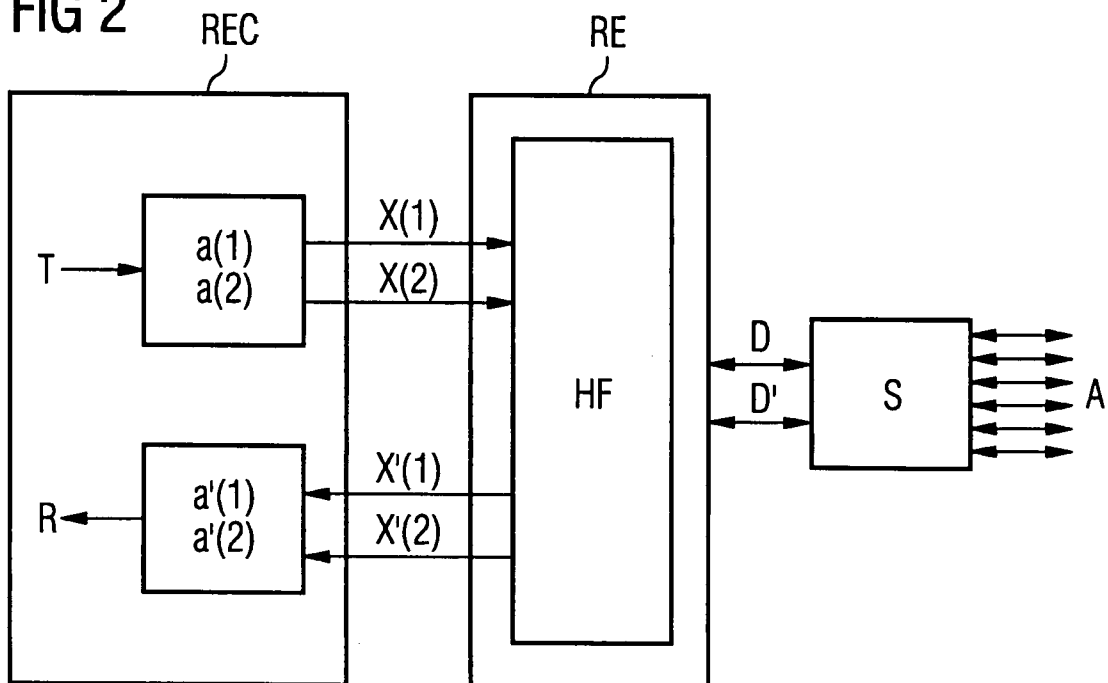 FIG 2
REC
RE
T
a(1)
a(2)
X(1)
X(2)
HF
D
D'
S
A
R
a'(1)
a'(2)
X'(1)
X'(2)